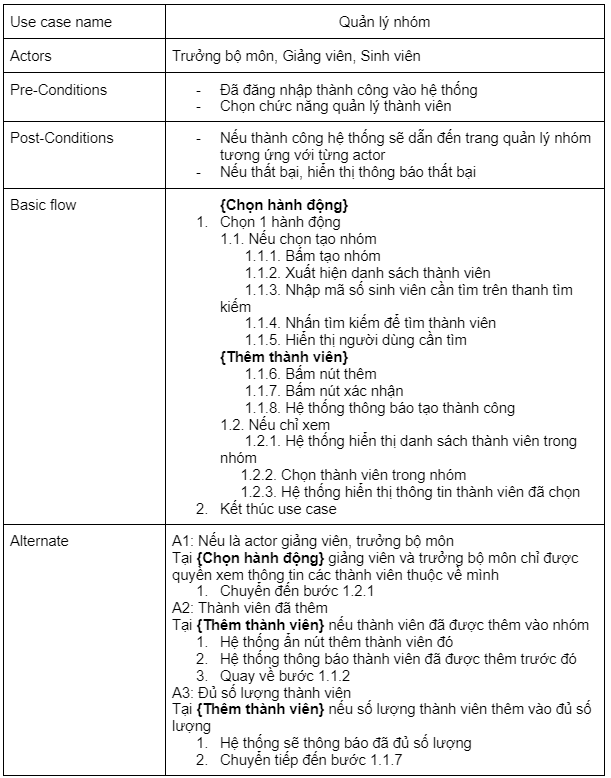 Use case name
Quản lý nhóm
Actors
Trưởng bộ môn, Giảng viên, Sinh viên
Pre-Conditions
- Đã đăng nhập thành công vào hệ thống
- Chọn chức năng quản lý thành viên
Post-Conditions
- Nếu thành công hệ thống sẽ dẫn đến trang quản lý nhóm
tương ứng với từng actor
- Nếu thất bại, hiển thị thông báo thất bại
Basic flow
{Chọn hành động}
1. Chọn 1 hành động
1.1. Nếu chọn tạo nhóm
1.1.1. Bấm tạo nhóm
1.1.2. Xuất hiện danh sách thành viên
1.1.3. Nhập mã số sinh viên cần tìm trên thanh tìm
kiếm
1.1.4. Nhấn tìm kiếm để tìm thành viên
1.1.5. Hiển thị người dùng cần tìm
{Thêm thành viên}
1.1.6. Bấm nút thêm
1.1.7. Bấm nút xác nhận
1.1.8. Hệ thống thông báo tạo thành công
1.2. Nếu chỉ xem
1.2.1. Hệ thống hiển thị danh sách thành viên trong
nhóm
1.2.2. Chọn thành viên trong nhóm
1.2.3. Hệ thống hiển thị thông tin thành viên đã chọn
2. Kết thúc use case
Alternate
A1: Nếu là actor giảng viên, trưởng bộ môn
Tại {Chọn hành động} giảng viên và trưởng bộ môn chỉ được
quyền xem thông tin các thành viên thuộc về mình
1. Chuyển đến bước 1.2.1
A2: Thành viên đã thêm
Tại {Thêm thành viên} nếu thành viên đã được thêm vào nhóm
1. Hệ thống ẩn nút thêm thành viên đó
2. Hệ thống thông báo thành viên đã được thêm trước đó
3. Quay về bước 1.1.2
A3: Đủ số lượng thành viên
Tại {Thêm thành viên} nếu số lượng thành viên thêm vào đủ số
lượng
1. Hệ thống sẽ thông báo đã đủ số lượng
2. Chuyển tiếp đến bước 1.1.7